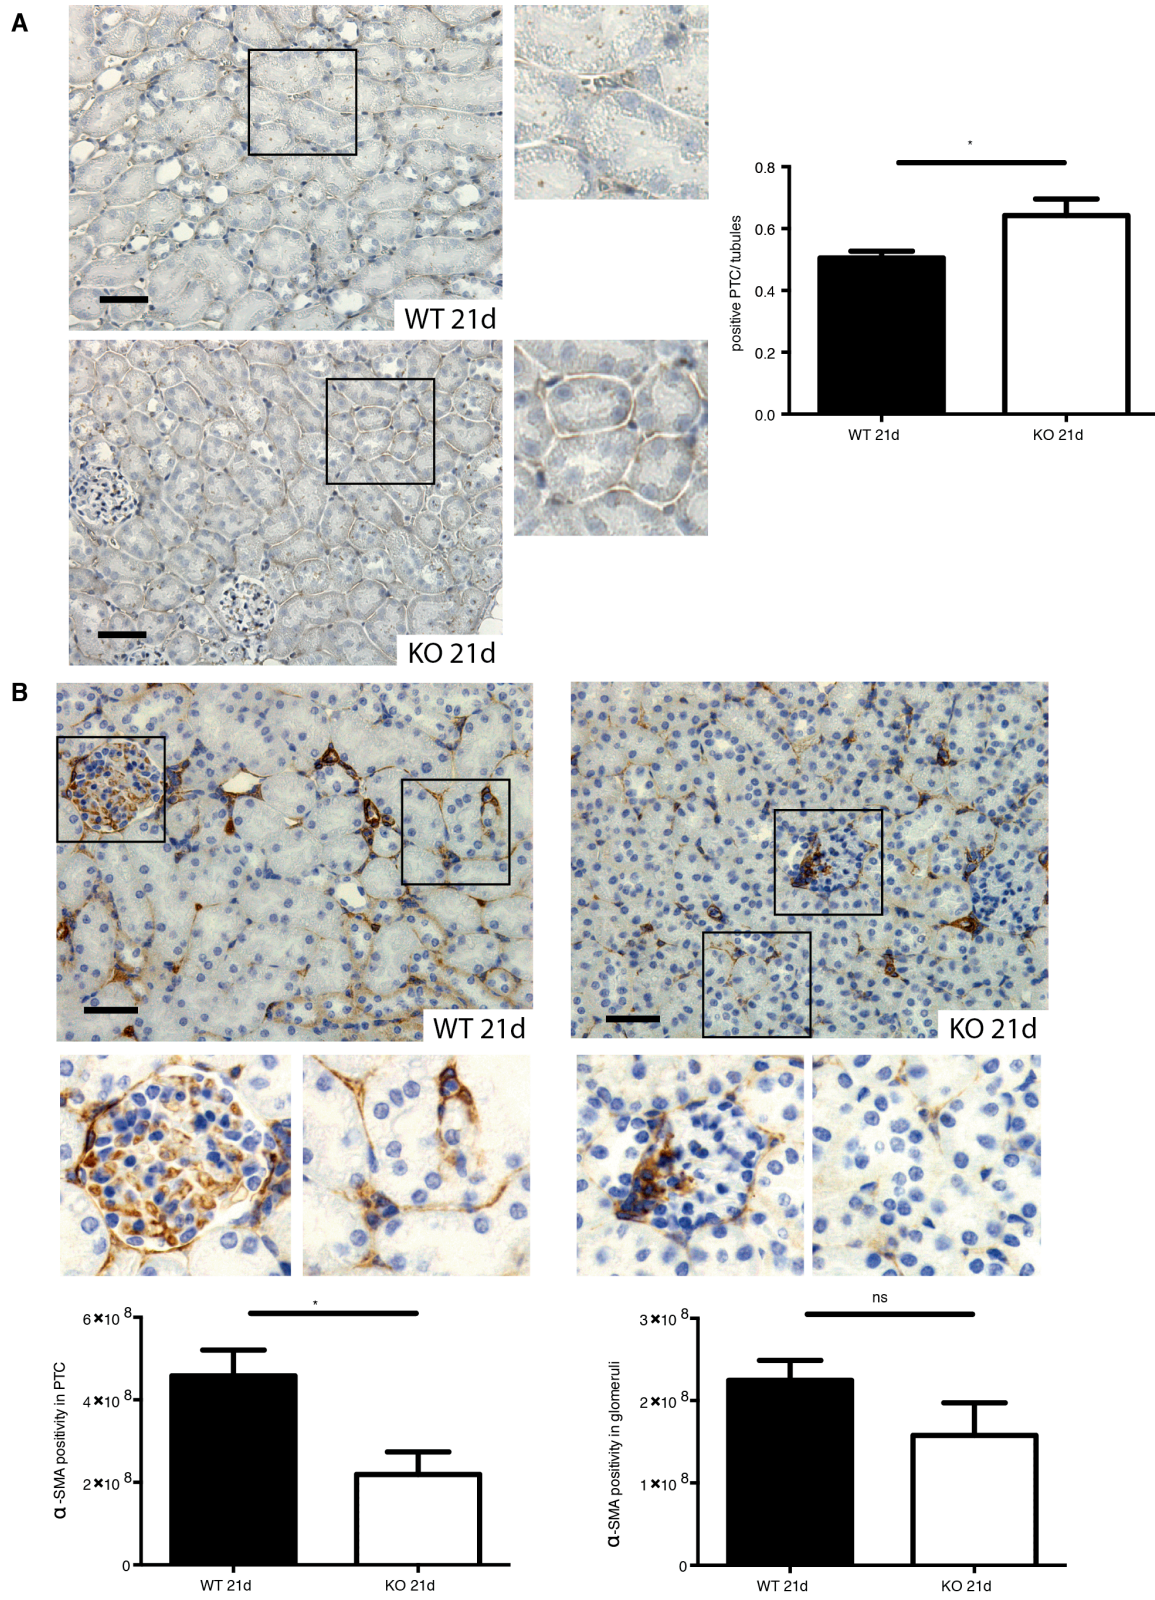 A
WT 21d
KO 21d
*
0.8
0.6
0.4
0.2
0.0
positive PTC/ tubules
WT 21d
KO 21d
B
WT 21d
KO 21d
*
6×10 8
4×10 8
2×10 8
0
α-SMA positivity in PTC
WT 21d
KO 21d
ns
3×10 8
2×10 8
1×10 8
0
α-SMA positivity in glomeruli
WT 21d
KO 21d